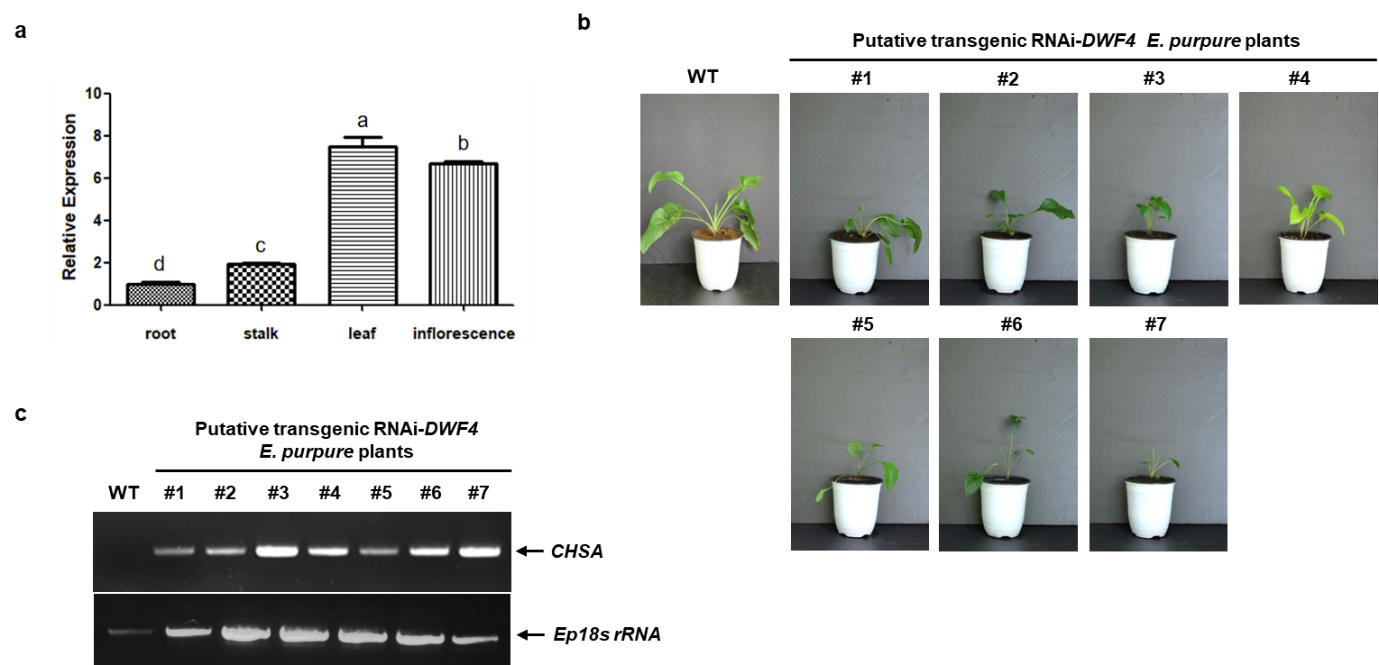 a
Relative Expression
10
8
6
4
2
0
d
c
a
b
root stalk leaf inflorescence
b
Putative transgenic RNAi-DWF4 E. purpure plants
WT #1 #2 #3 #4
#5 #6 #7
c
Putative transgenic RNAi-DWF4
E. purpure plants
WT #1 #2 #3 #4 #5 #6 #7
CHSA
Ep18s rRNA